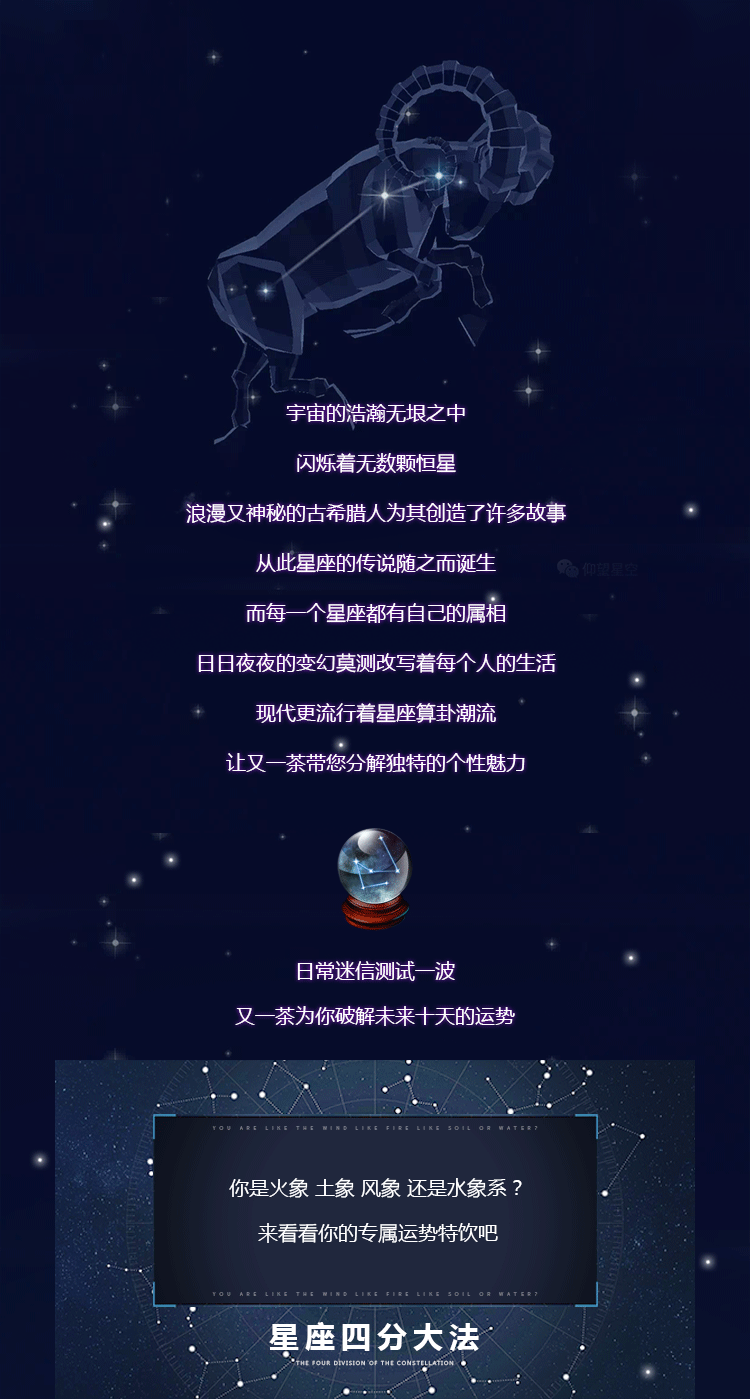 宇宙的浩瀚无垠之中
闪烁着无数颗恒星
浪漫又神秘的古希腊人为其创造了许多故事
从此星座的传说随之而诞生
仰望星空
而每一个星座都有自己的属相
日日夜夜的变幻莫测改写着每个人的生活
现代更流行着星座算卦潮流
让又一茶带您分解独特的个性魅力
日常迷信测试一波
又一茶为你破解未来十天的运势
YOU ARE LIKE THE WIND LIKE FIRE LIKE SOIL OR WATER?
你是火象 土象 风象 还是水象系？
来看看你的专属运势特饮吧
YOU ARE LIKE THE WIND LIKE FIRE LIKE SOIL OR WATER?
星座四分大法
THE FOUR DIVISION OF THE CONSTELLATION